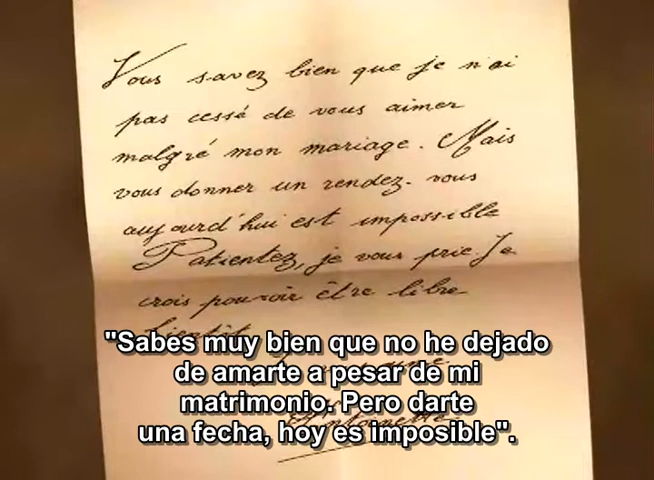 Vous savez bien que je n'ai
pas cessé de vous aimer
malgré mon mariage. Mais
vous donner un rendez-vous
aujourd'hui est impossible
Patientez, je vous prie. Je
crois pouvoir être libre
bientôt
Antoinette
"Sabes muy bien que no he dejado
de amarte a pesar de mi
matrimonio. Pero darte
una fecha, hoy es imposible".